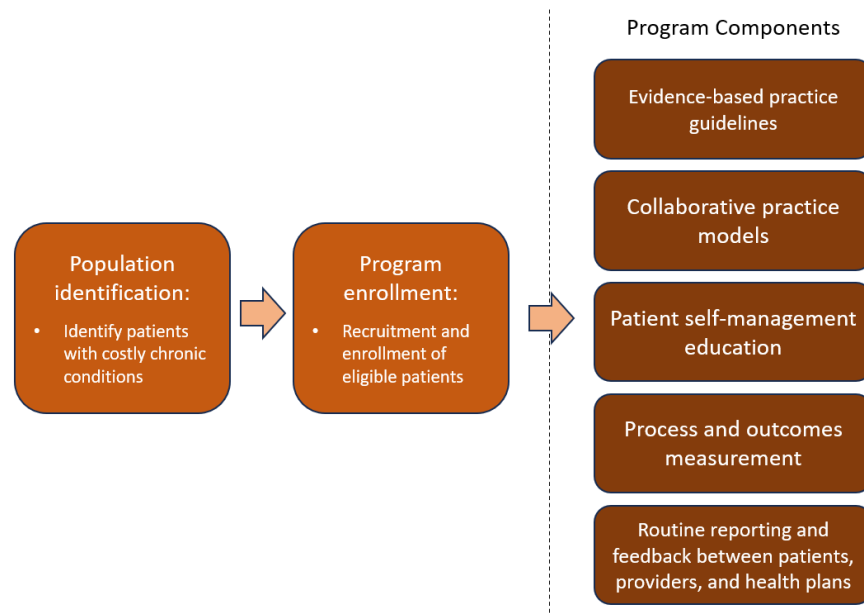 Program Components
Population
identification:
• Identify patients
with costly chronic
conditions
Program
enrollment:
• Recruitment and
enrollment of
eligible patients
Evidence-based practice
guidelines
Collaborative practice
models
Patient self-management
education
Process and outcomes
measurement
Routine reporting and
feedback between patients,
providers, and health plans